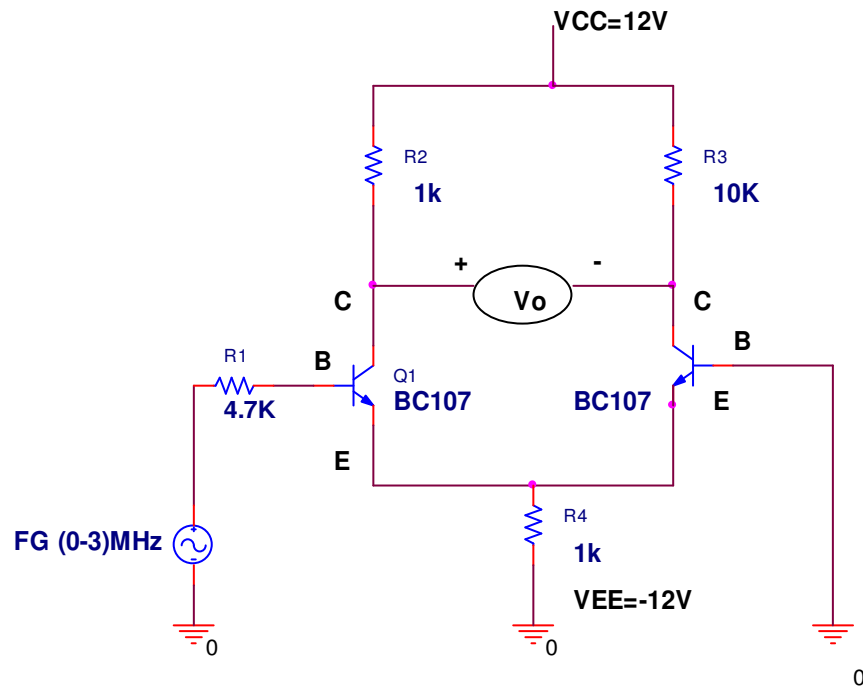 VCC=12V
R2
1k
R3
10K
+
-
Vo
C
C
R1
4.7K
B
Q1
BC107
BC107
B
E
E
R4
1k
FG (0-3)MHz
VEE=-12V
0
0
0